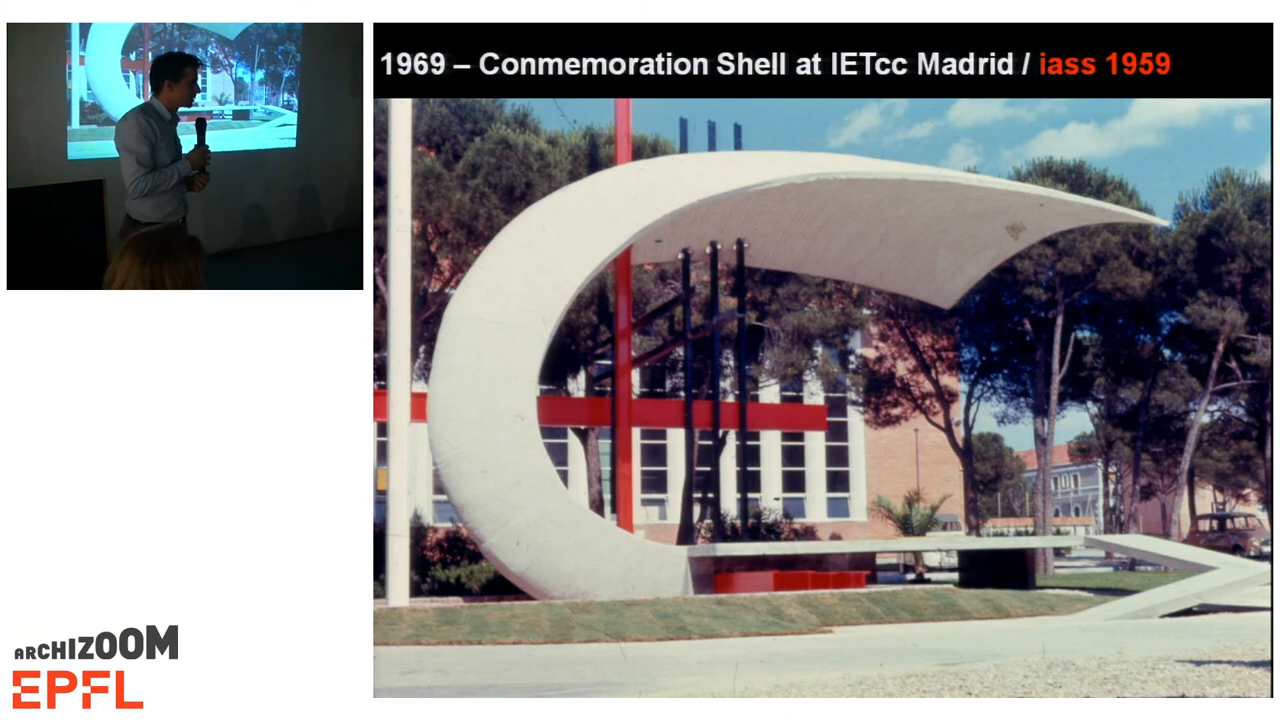 1969 – Conmemoration Shell at IETcc Madrid / iass 1959
ARCHIZOOM
EPFL